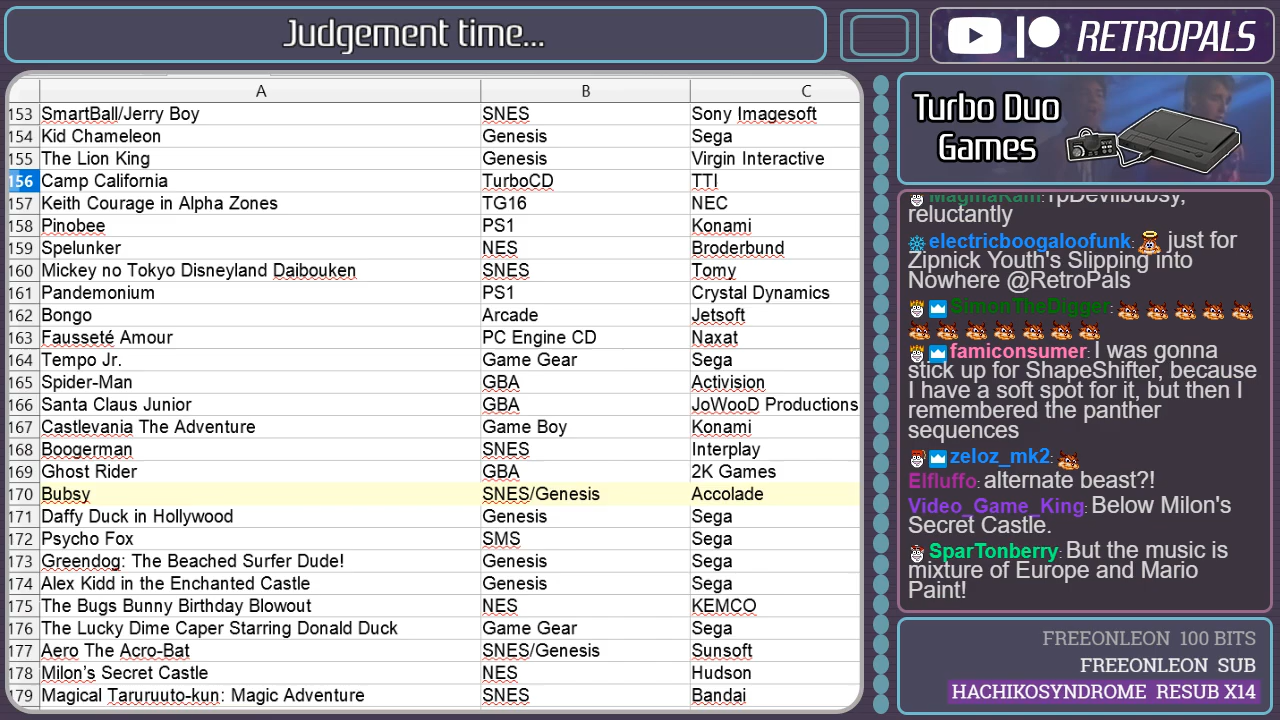 Judgement time...
RETROPALS
A B C
153 SmartBall/Jerry Boy SNES Sony Imagesoft
154 Kid Chameleon Genesis Sega
155 The Lion King Genesis Virgin Interactive
156 Camp California TurboCD TTI
157 Keith Courage in Alpha Zones TG16 NEC
158 Pinobee PS1 Konami
159 Spelunker NES Broderbund
160 Mickey no Tokyo Disneyland Daibouken SNES Tomy
161 Pandemonium PS1 Crystal Dynamics
162 Bongo Arcade Jetsoft
163 Fausseté Amour PC Engine CD Naxat
164 Tempo Jr. Game Gear Sega
165 Spider-Man GBA Activision
166 Santa Claus Junior GBA JoWooD Productions
167 Castlevania The Adventure Game Boy Konami
168 Boogerman SNES Interplay
169 Ghost Rider GBA 2K Games
170 Bubsy SNES/Genesis Accolade
171 Daffy Duck in Hollywood Genesis Sega
172 Psycho Fox SMS Sega
173 Greendog: The Beached Surfer Dude! Genesis Sega
174 Alex Kidd in the Enchanted Castle Genesis Sega
175 The Bugs Bunny Birthday Blowout NES KEMCO
176 The Lucky Dime Caper Starring Donald Duck Game Gear Sega
177 Aero The Acro-Bat SNES/Genesis Sunsoft
178 Milon's Secret Castle NES Hudson
179 Magical Taruruuto-kun: Magic Adventure SNES Bandai
Turbo Duo
Games
MagmaRam: rpDevilbubsy,
reluctantly
electricboogaloofunk: just for
Zipnick Youth's Slipping into
Nowhere @RetroPals
SimonTheDigger:
famiconsumer: I was gonna
stick up for ShapeShifter, because
I have a soft spot for it, but then I
remembered the panther
sequences
zeloz_mk2:
Elfluffo: alternate beast?!
Video_Game_King: Below Milon's
Secret Castle.
SparTonberry: But the music is
mixture of Europe and Mario
Paint!
FREEONLEON 100 BITS
FREEONLEON SUB
HACHIKOSYNDROME RESUB X14